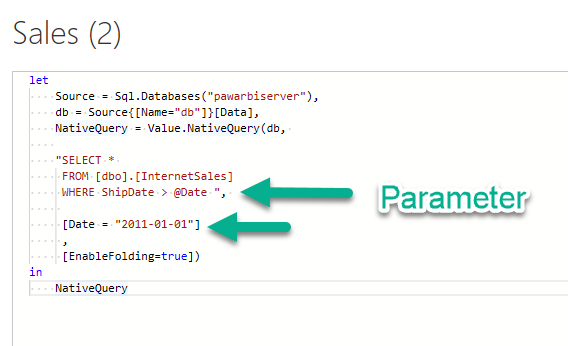 Sales (2)
let
Source = Sql.Databases("pawarbiserver"),
db = Source{[Name="db"]}[Data],
NativeQuery = Value.NativeQuery(db,
"SELECT *
FROM [dbo].[InternetSales]
WHERE ShipDate > @Date ",
Parameter
[Date = "2011-01-01"]
,
[EnableFolding=true])
in
NativeQuery